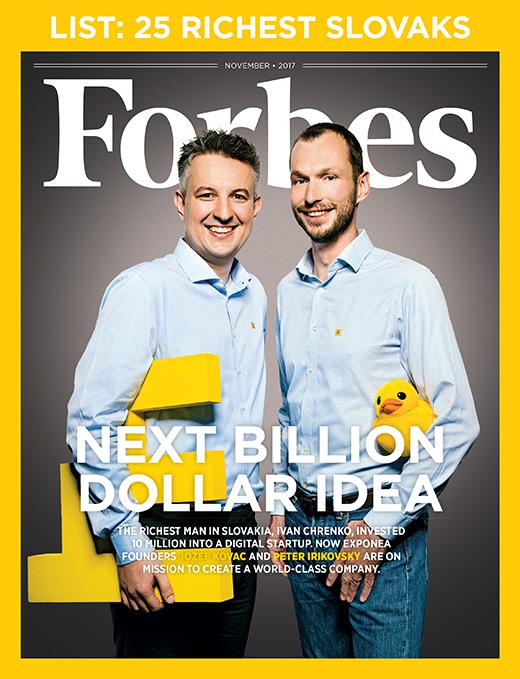 LIST: 25 RICHEST SLOVAKS
NOVEMBER • 2017
Forbes
NEXT BILLION
DOLLAR IDEA
THE RICHEST MAN IN SLOVAKIA, IVAN CHRENKO, INVESTED
10 MILLION INTO A DIGITAL STARTUP. NOW EXPONEA
FOUNDERS JOZEF KOVAC AND PETER IRIKOVSKY ARE ON
MISSION TO CREATE A WORLD-CLASS COMPANY.